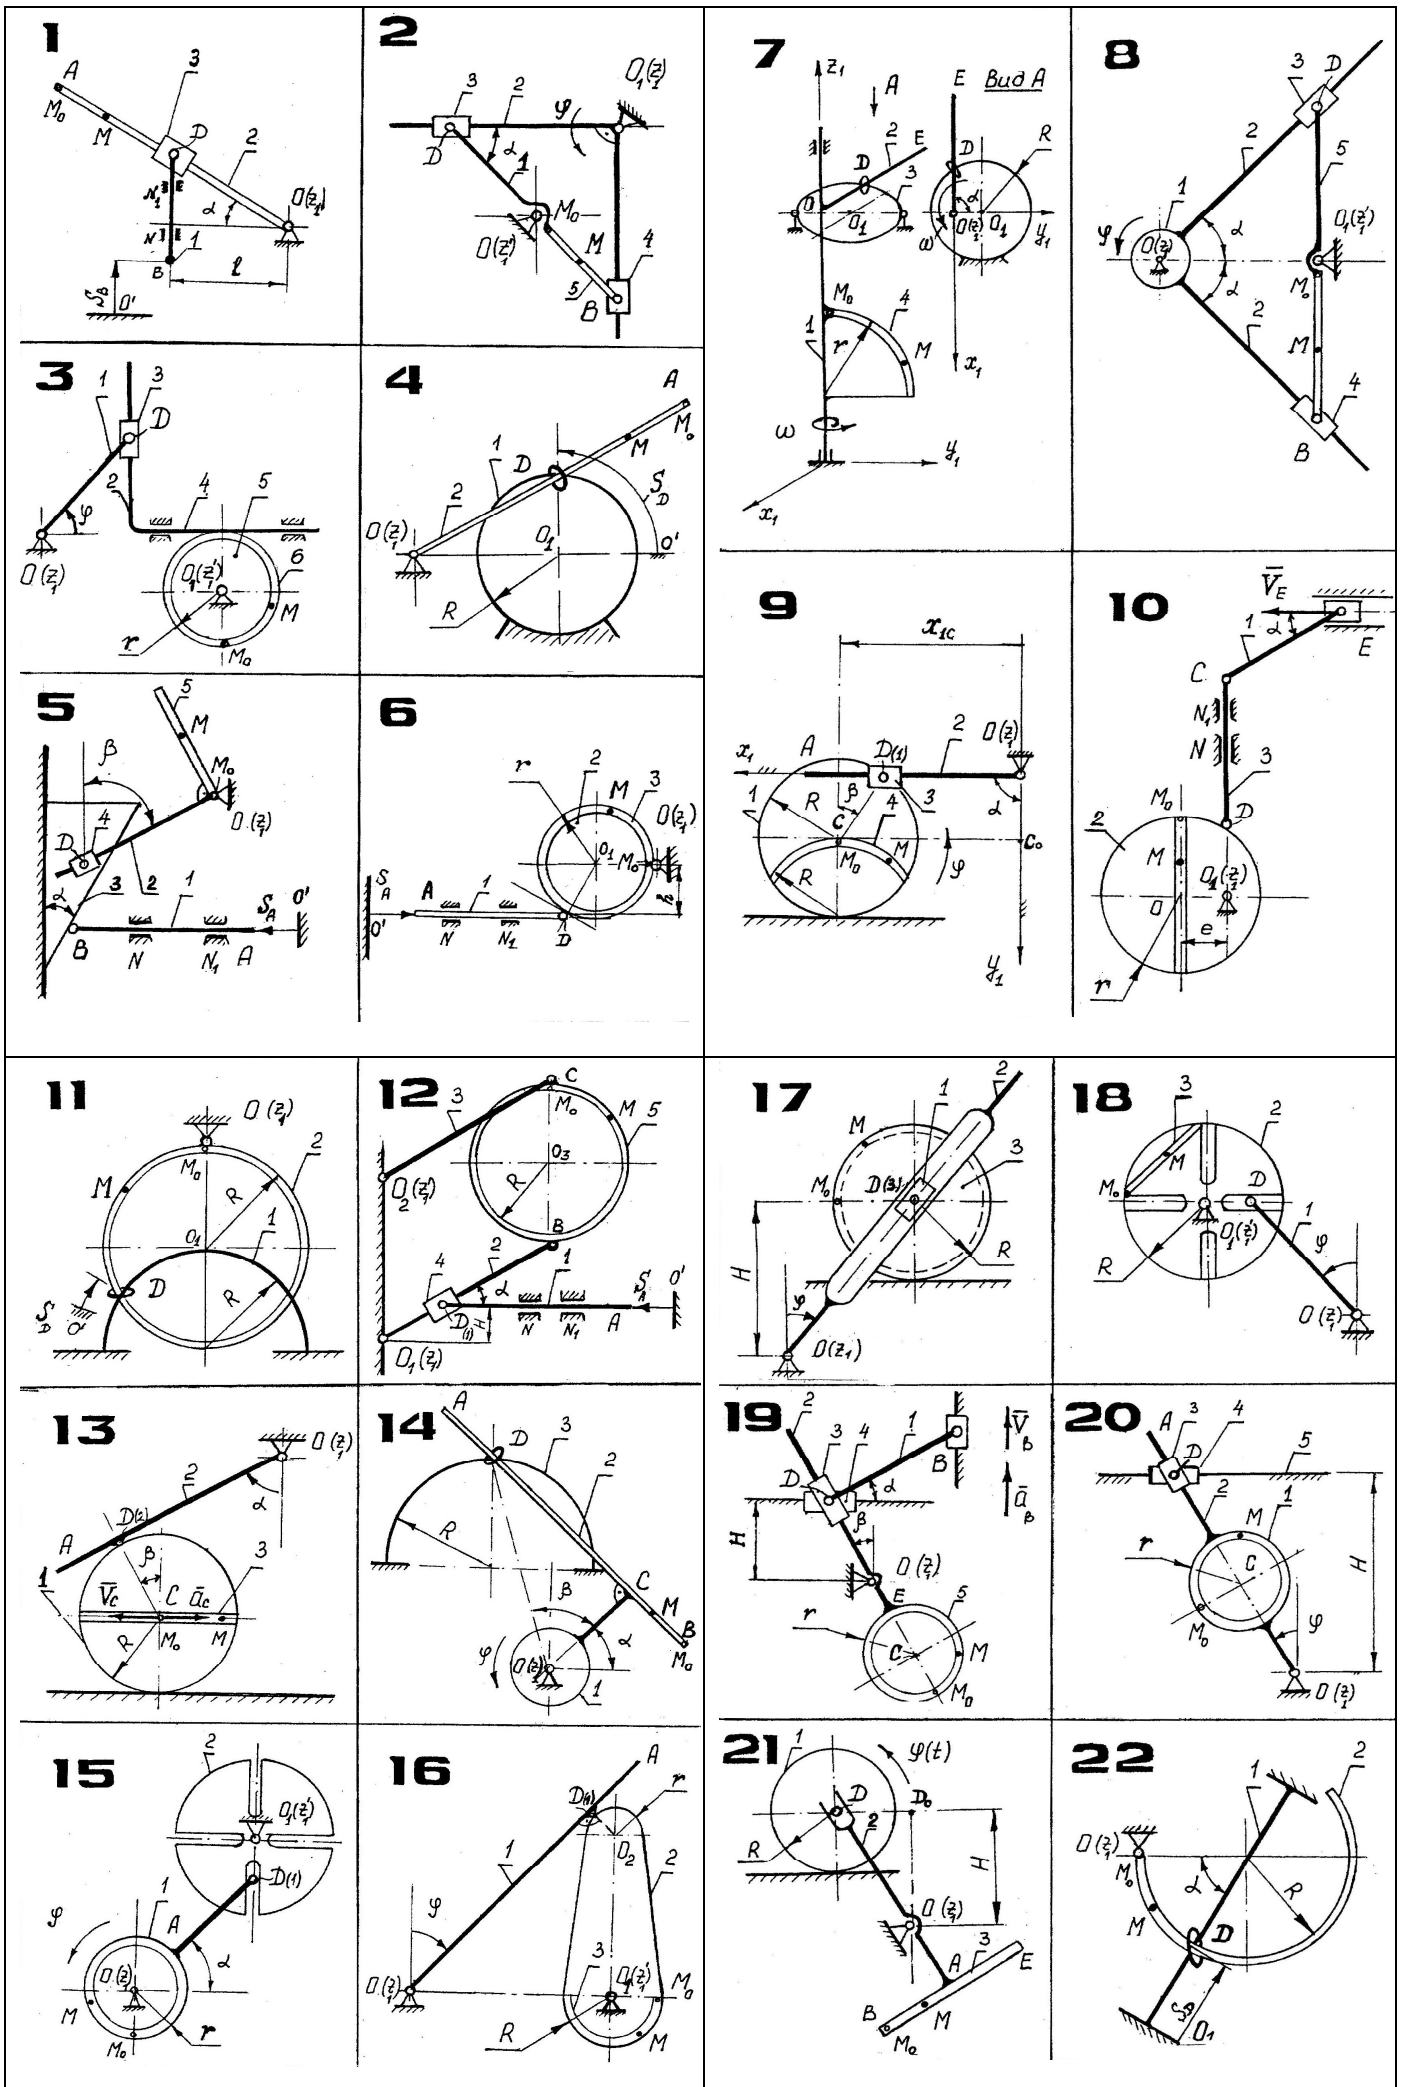 1
A
M₀
M
3
D
2
N₁
α
O(z₁)
N
1
B
l
S_B
O'
2
3
2
φ
O₁(z₁)
D
α
1
M₀
O(z₁')
M
4
5
B
3
1
3
D
2
4
5
φ
O(z₁)
O₁(z₁')
6
M
r
M₀
4
A
M₀
M
1
D
S_D
2
O(z₁)
O₁
O'
R
5
5
M
β
M₀
O(z₁)
D
4
α
3
2
1
S_A
O'
B
N
N₁
A
6
r
2
M
3
O(z₁)
O₁
M₀
S_A
A
1
h
O'
N
N₁
D
7
z₁
A
E
Вид А
2
E
D
R
D
3
α
O
O₁
O(z₁)
O₁
y₁
ω
M₀
4
1
r
M
x₁
ω
y₁
x₁
8
3
D
2
5
1
O₁(z₁')
φ
O(z₁)
α
α
M₀
2
M
4
B
9
x₁C
O(z₁)
x₁
A
D(1)
2
1
R
β
3
α
C
4
M₀
M
C₀
φ
R
y₁
10
V̅_E
α
1
E
C
N₁
N
3
M₀
D
2
M
O₁(z₁)
O
e
r
11
O(z₁)
2
M₀
M
R
1
O₁
D
R
S_D
O'
12
C
3
M₀
M
5
O₃
O₂(z₁')
R
B
4
2
1
α
S_A
O'
D(1)
H
N
N₁
A
O₁(z₁)
13
O(z₁)
2
α
D(2)
A
β
3
1
V̅_C
C
a̅_C
R
M₀
M
14
A
D
3
2
R
C
β
M
B
M₀
α
φ
O(z₁)
1
15
2
O₁(z₁')
D(1)
1
φ
A
O(z₁)
α
M
r
M₀
16
A
D(1)
r
1
O₂
2
φ
3
O(z₁)
O₁(z₁')
M₀
R
M
17
2
1
M
3
M₀
D(3)
H
R
φ
O(z₁)
18
3
2
M
M₀
D
O₁(z₁')
1
R
φ
O(z₁)
19
2
3
4
1
V̅_B
D
B
α
a̅_B
H
β
O(z₁)
E
5
r
C
M
M₀
20
A
3
4
D
5
2
1
M
r
C
H
M₀
φ
O(z₁)
21
1
φ(t)
D
D₀
2
R
H
O(z₁)
3
A
E
B
M
M₀
22
2
1
O(z₁)
M₀
α
R
M
D
S_D
O₁